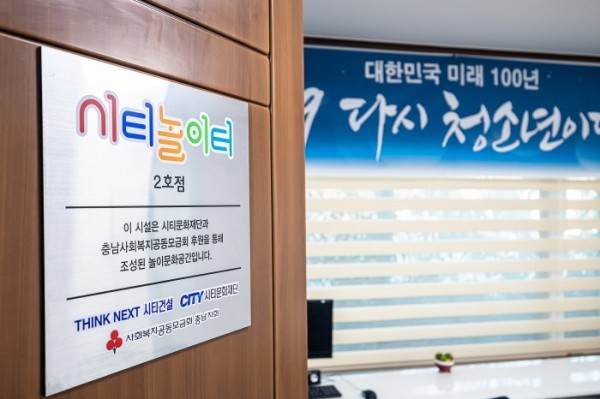 시티놀이터
2호점
이 시설은 시티문화재단과
충남사회복지공동모금회 후원을 통해
조성된 놀이문화공간입니다.
THINK NEXT 시티건설 CITY 시티문화재단
사회복지공동모금회 충남지회
대한민국 미래 100년
다시 청소년이다